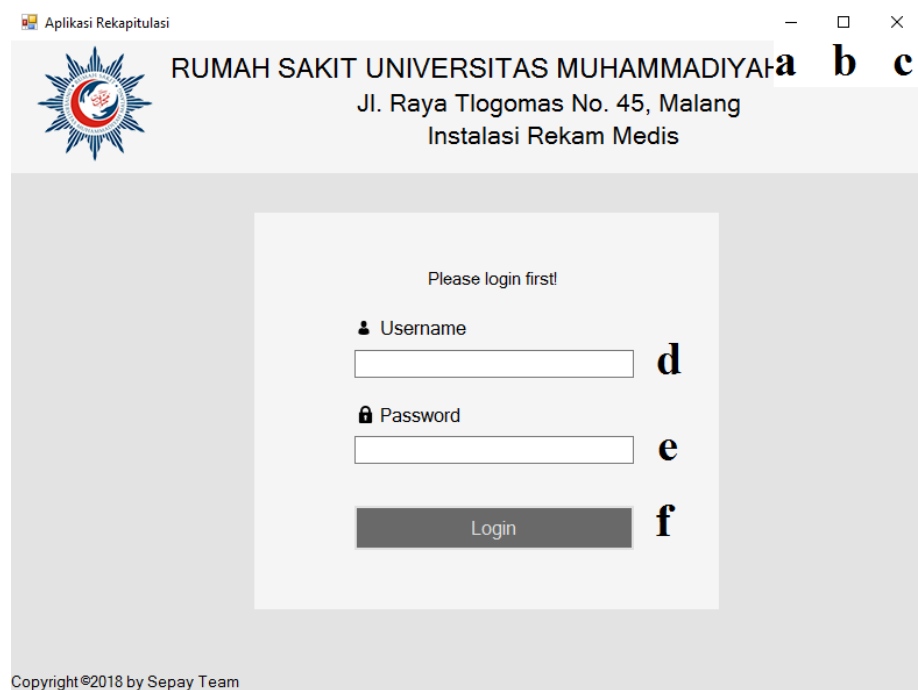 Aplikasi Rekapitulasi
RUMAH SAKIT UNIVERSITAS MUHAMMADIYAH
a b c
Jl. Raya Tlogomas No. 45, Malang
Instalasi Rekam Medis
Please login first!
Username
d
Password
e
Login
f
Copyright©2018 by Sepay Team